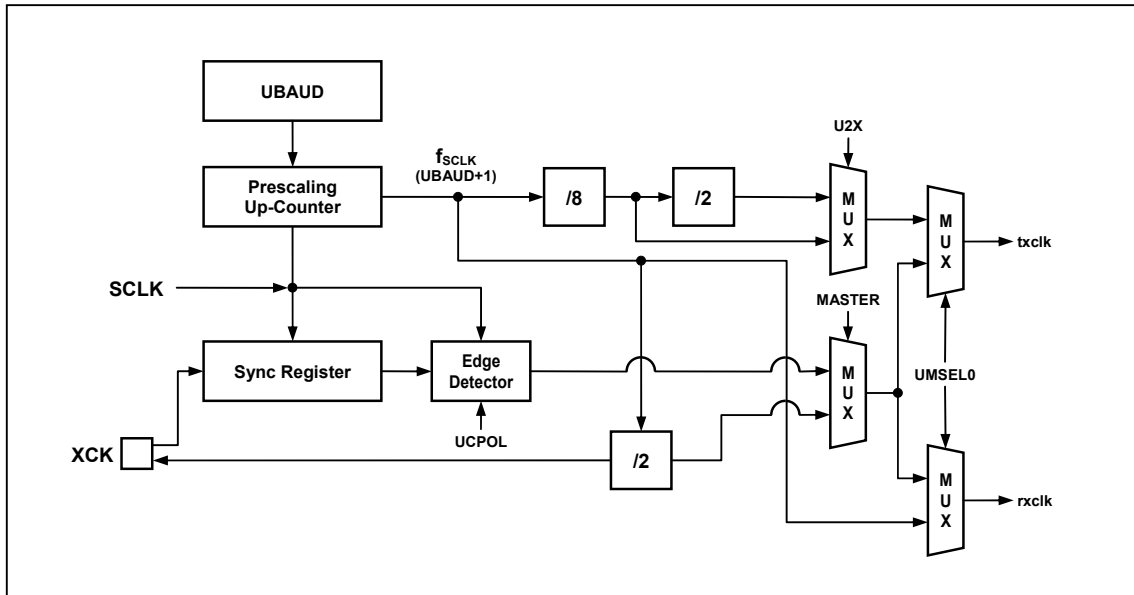 UBAUD
U2X
fSCLK
(UBAUD+1)
Prescaling
Up-Counter
/8
/2
M
U
X
M
U
X
txclk
SCLK
MASTER
Sync Register
Edge
Detector
M
U
X
UMSEL0
UCPOL
XCK
/2
M
U
X
rxclk